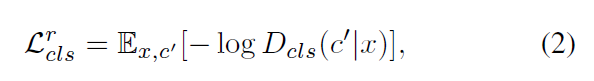 $\mathcal{L}_{cls}^{r} = \mathbb{E}_{x,c'}[-\log D_{cls}(c'|x)],$ (2)